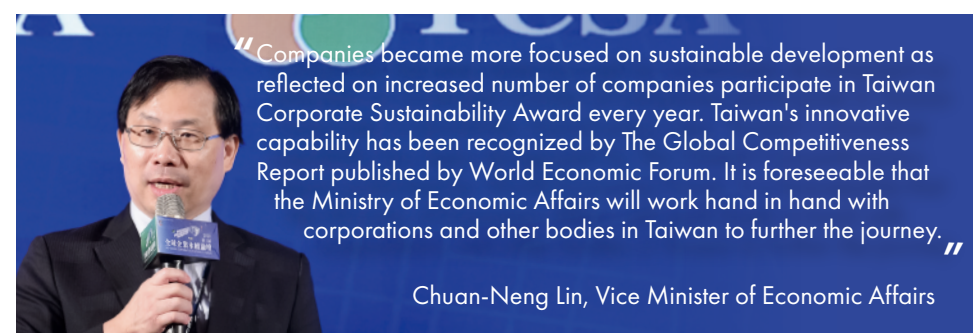 TCSA
“Companies became more focused on sustainable development as
reflected on increased number of companies participate in Taiwan
Corporate Sustainability Award every year. Taiwan's innovative
capability has been recognized by The Global Competitiveness
Report published by World Economic Forum. It is foreseeable that
the Ministry of Economic Affairs will work hand in hand with
corporations and other bodies in Taiwan to further the journey.”
Chuan-Neng Lin, Vice Minister of Economic Affairs